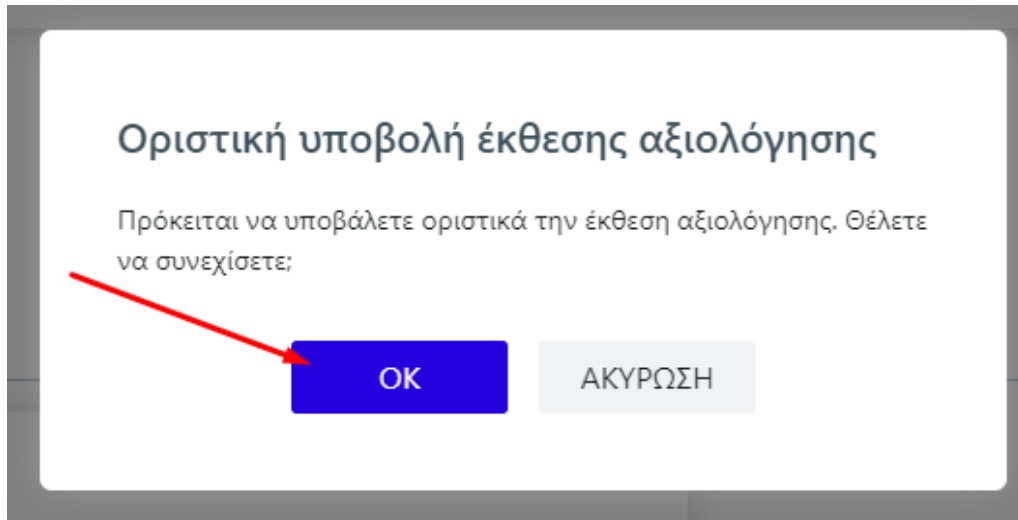 Οριστική υποβολή έκθεσης αξιολόγησης
Πρόκειται να υποβάλετε οριστικά την έκθεση αξιολόγησης. Θέλετε
να συνεχίσετε;
OK
ΑΚΥΡΩΣΗ